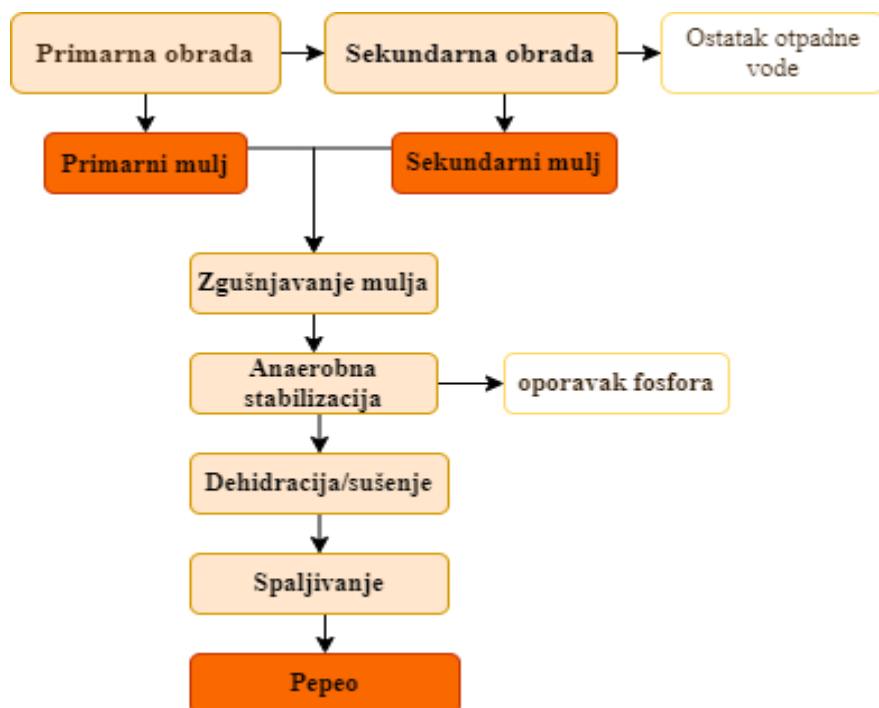 Primarna obrada
Sekundarna obrada
Ostatak otpadne
vode
Primarni mulj
Sekundarni mulj
Zgušnjavanje mulja
Anaerobna
stabilizacija
oporavak fosfora
Dehidracija/sušenje
Spaljivanje
Pepeo